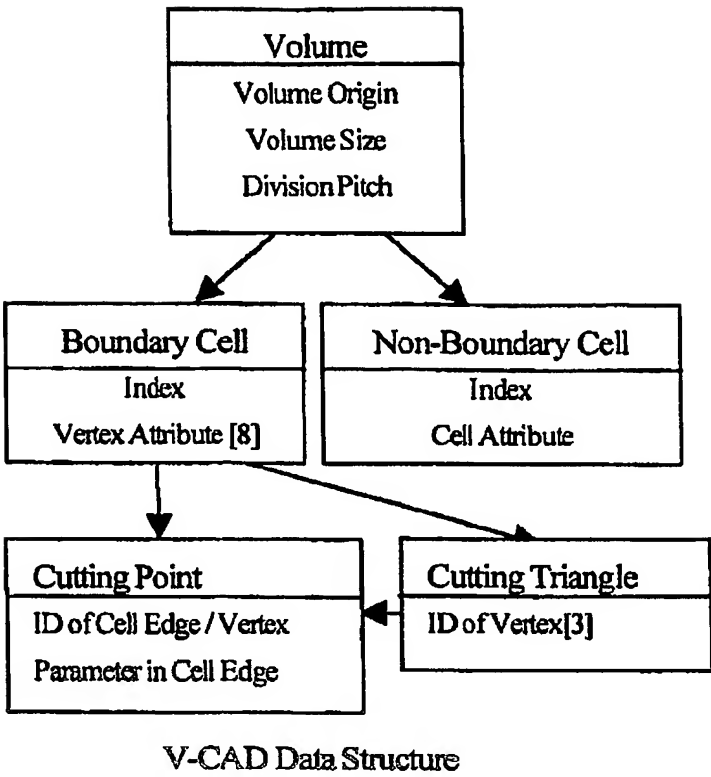 Volume
Volume Origin
Volume Size
Division Pitch
Boundary Cell
Index
Vertex Attribute [8]
Non-Boundary Cell
Index
Cell Attribute
Cutting Point
ID of Cell Edge / Vertex
Parameter in Cell Edge
Cutting Triangle
ID of Vertex[3]
V-CAD Data Structure